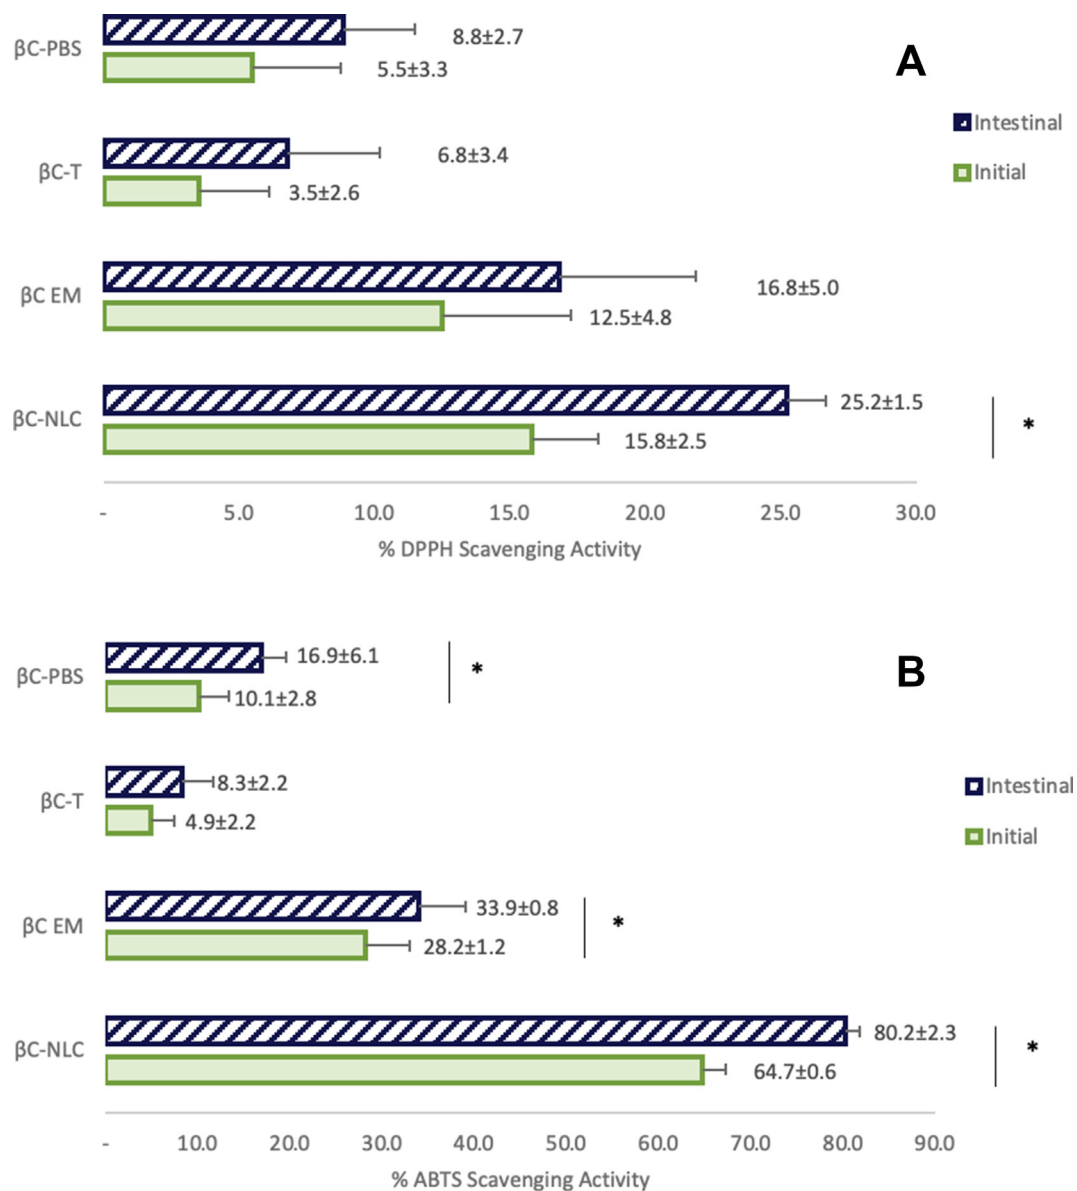 A
βC-PBS
8.8±2.7
5.5±3.3
Intestinal
Initial
βC-T
6.8±3.4
3.5±2.6
βC EM
16.8±5.0
12.5±4.8
βC-NLC
25.2±1.5
15.8±2.5
*
- 5.0 10.0 15.0 20.0 25.0 30.0
% DPPH Scavenging Activity
B
βC-PBS
16.9±6.1
10.1±2.8
*
Intestinal
Initial
βC-T
8.3±2.2
4.9±2.2
βC EM
33.9±0.8
28.2±1.2
*
βC-NLC
80.2±2.3
64.7±0.6
*
- 10.0 20.0 30.0 40.0 50.0 60.0 70.0 80.0 90.0
% ABTS Scavenging Activity